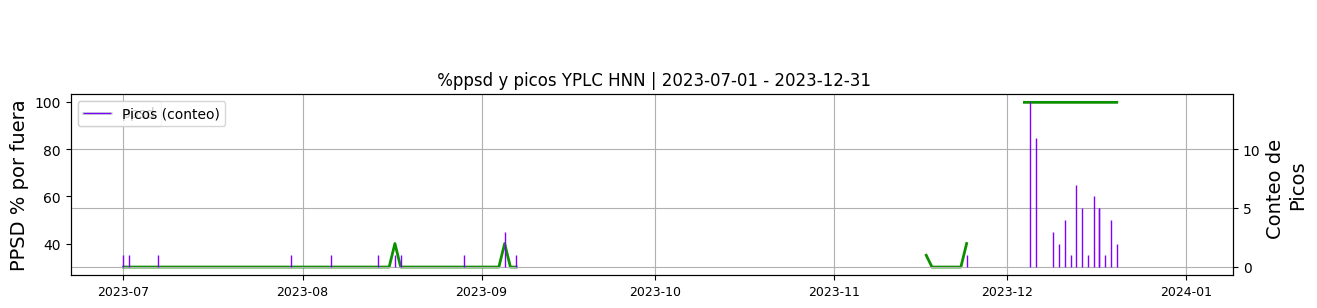 %ppsd y picos YPLC HNN | 2023-07-01 - 2023-12-31
PPSD % por fuera
100
80
60
40
Picos (conteo)
10
5
0
Conteo de
Picos
2023-07
2023-08
2023-09
2023-10
2023-11
2023-12
2024-01